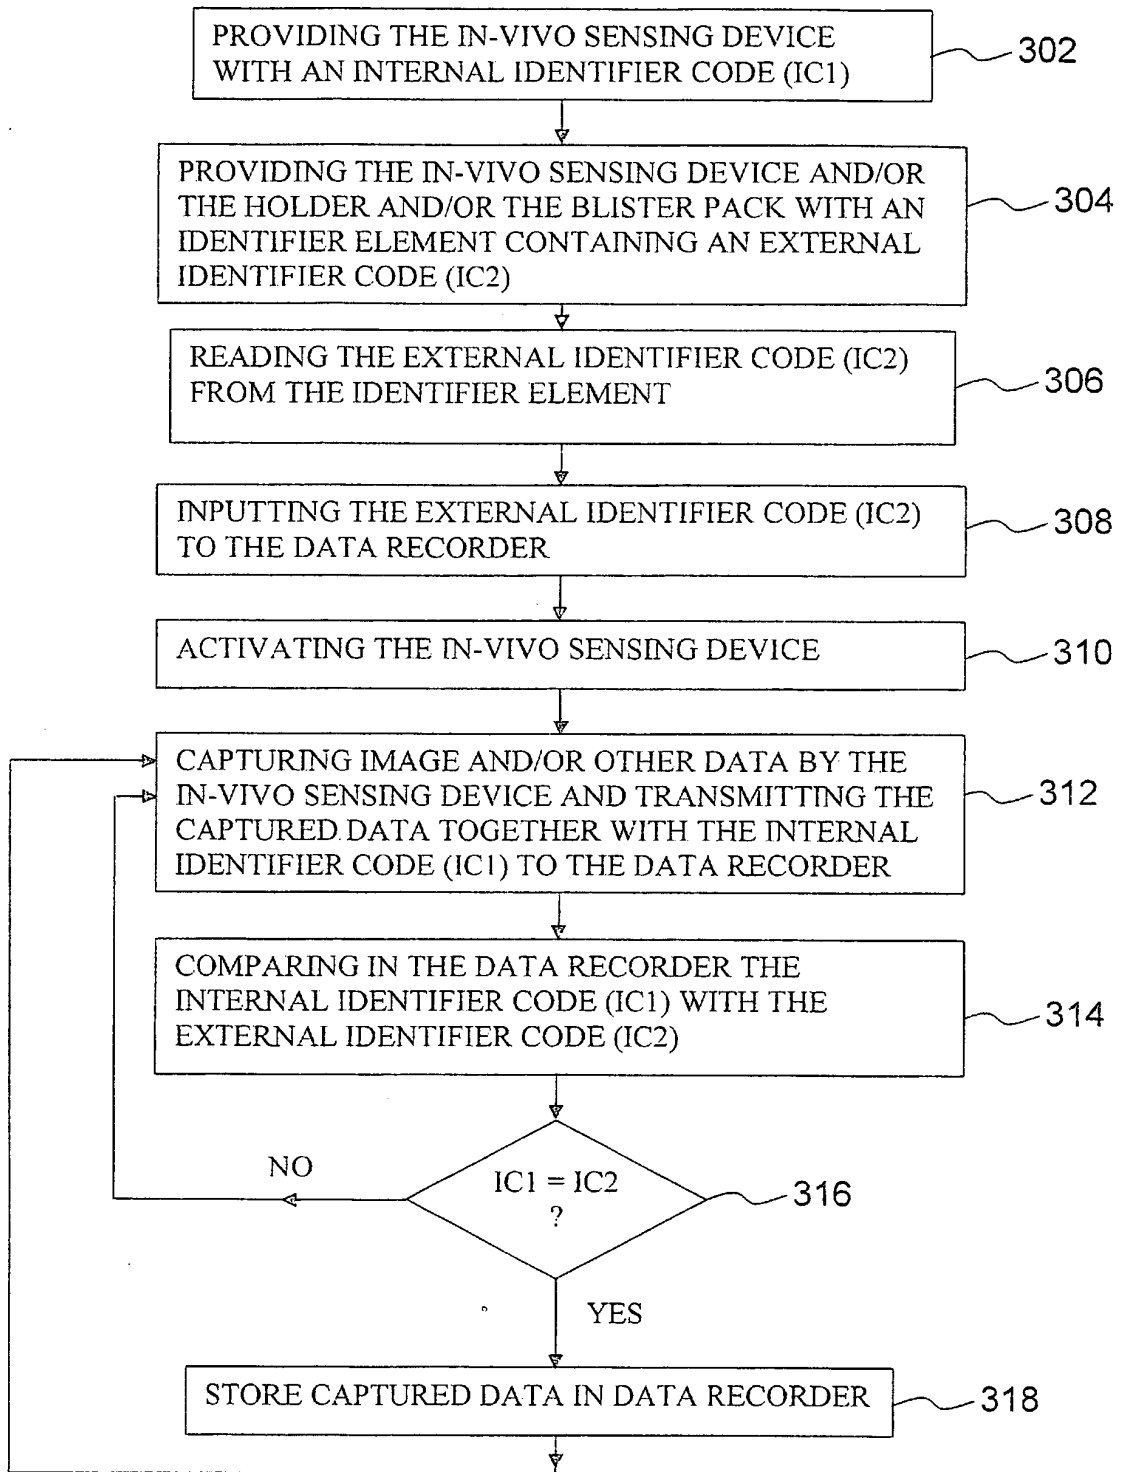 PROVIDING THE IN-VIVO SENSING DEVICE
WITH AN INTERNAL IDENTIFIER CODE (IC1)
302
PROVIDING THE IN-VIVO SENSING DEVICE AND/OR
THE HOLDER AND/OR THE BLISTER PACK WITH AN
IDENTIFIER ELEMENT CONTAINING AN EXTERNAL
IDENTIFIER CODE (IC2)
304
READING THE EXTERNAL IDENTIFIER CODE (IC2)
FROM THE IDENTIFIER ELEMENT
306
INPUTTING THE EXTERNAL IDENTIFIER CODE (IC2)
TO THE DATA RECORDER
308
ACTIVATING THE IN-VIVO SENSING DEVICE
310
CAPTURING IMAGE AND/OR OTHER DATA BY THE
IN-VIVO SENSING DEVICE AND TRANSMITTING THE
CAPTURED DATA TOGETHER WITH THE INTERNAL
IDENTIFIER CODE (IC1) TO THE DATA RECORDER
312
COMPARING IN THE DATA RECORDER THE
INTERNAL IDENTIFIER CODE (IC1) WITH THE
EXTERNAL IDENTIFIER CODE (IC2)
314
NO
IC1 = IC2
?
316
YES
STORE CAPTURED DATA IN DATA RECORDER
318